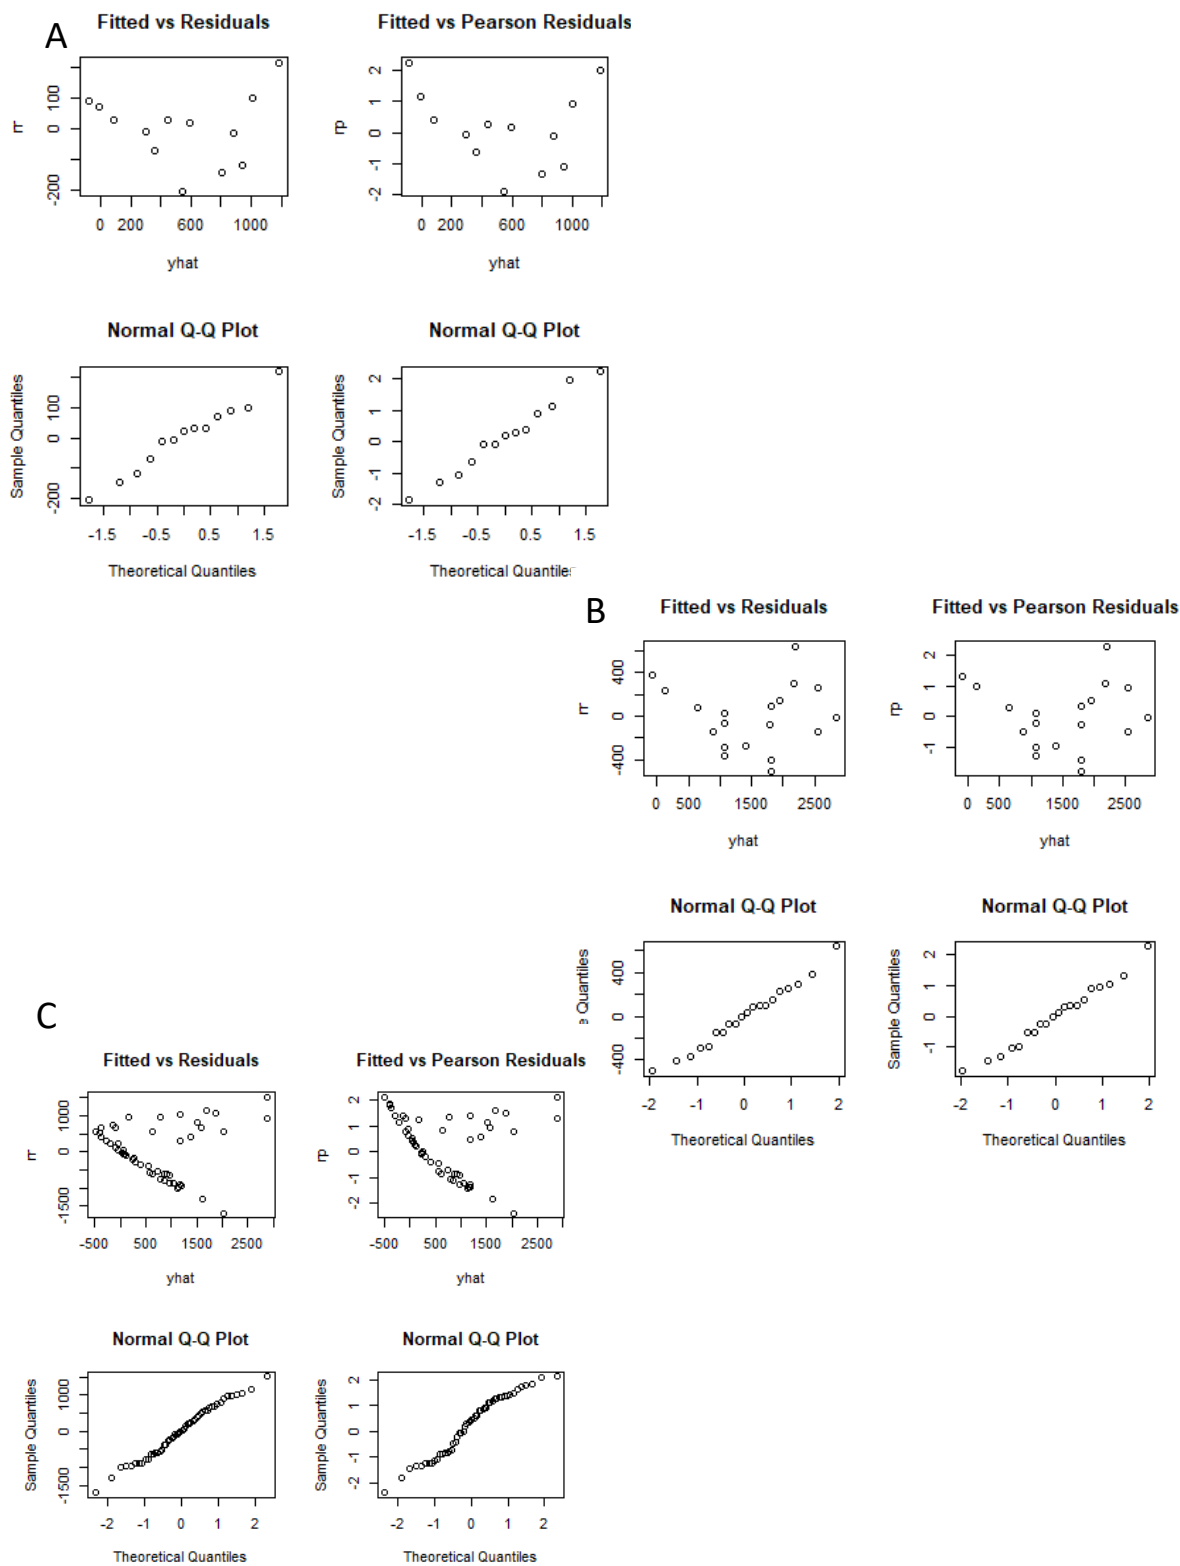 A
Fitted vs Residuals Fitted vs Pearson Residuals
rr
-200 0 100
0 200 600 1000
yhat
rp
-2 -1 0 1 2
0 200 600 1000
yhat
Normal Q-Q Plot Normal Q-Q Plot
Sample Quantiles
-200 0 100
-1.5 -0.5 0.5 1.5
Theoretical Quantiles
Sample Quantiles
-2 -1 0 1 2
-1.5 -0.5 0.5 1.5
Theoretical
B
Fitted vs Residuals Fitted vs Pearson Residuals
rr
-400 0 400
0 500 1500 2500
yhat
rp
-1 0 1 2
0 500 1500 2500
yhat
Normal Q-Q Plot Normal Q-Q Plot
Quantiles
-400 0 400
-2 -1 0 1 2
Theoretical Quantiles
Sample Quantiles
-1 0 1 2
-2 -1 0 1 2
Theoretical Quantiles
C
Fitted vs Residuals Fitted vs Pearson Residuals
rr
-1500 0 1000
-500 500 1500 2500
yhat
rp
-2 -1 0 1 2
-500 500 1500 2500
yhat
Normal Q-Q Plot Normal Q-Q Plot
Sample Quantiles
-1500 0 1000
-2 -1 0 1 2
Theoretical Quantiles
Sample Quantiles
-2 -1 0 1 2
-2 -1 0 1 2
Theoretical Quantiles